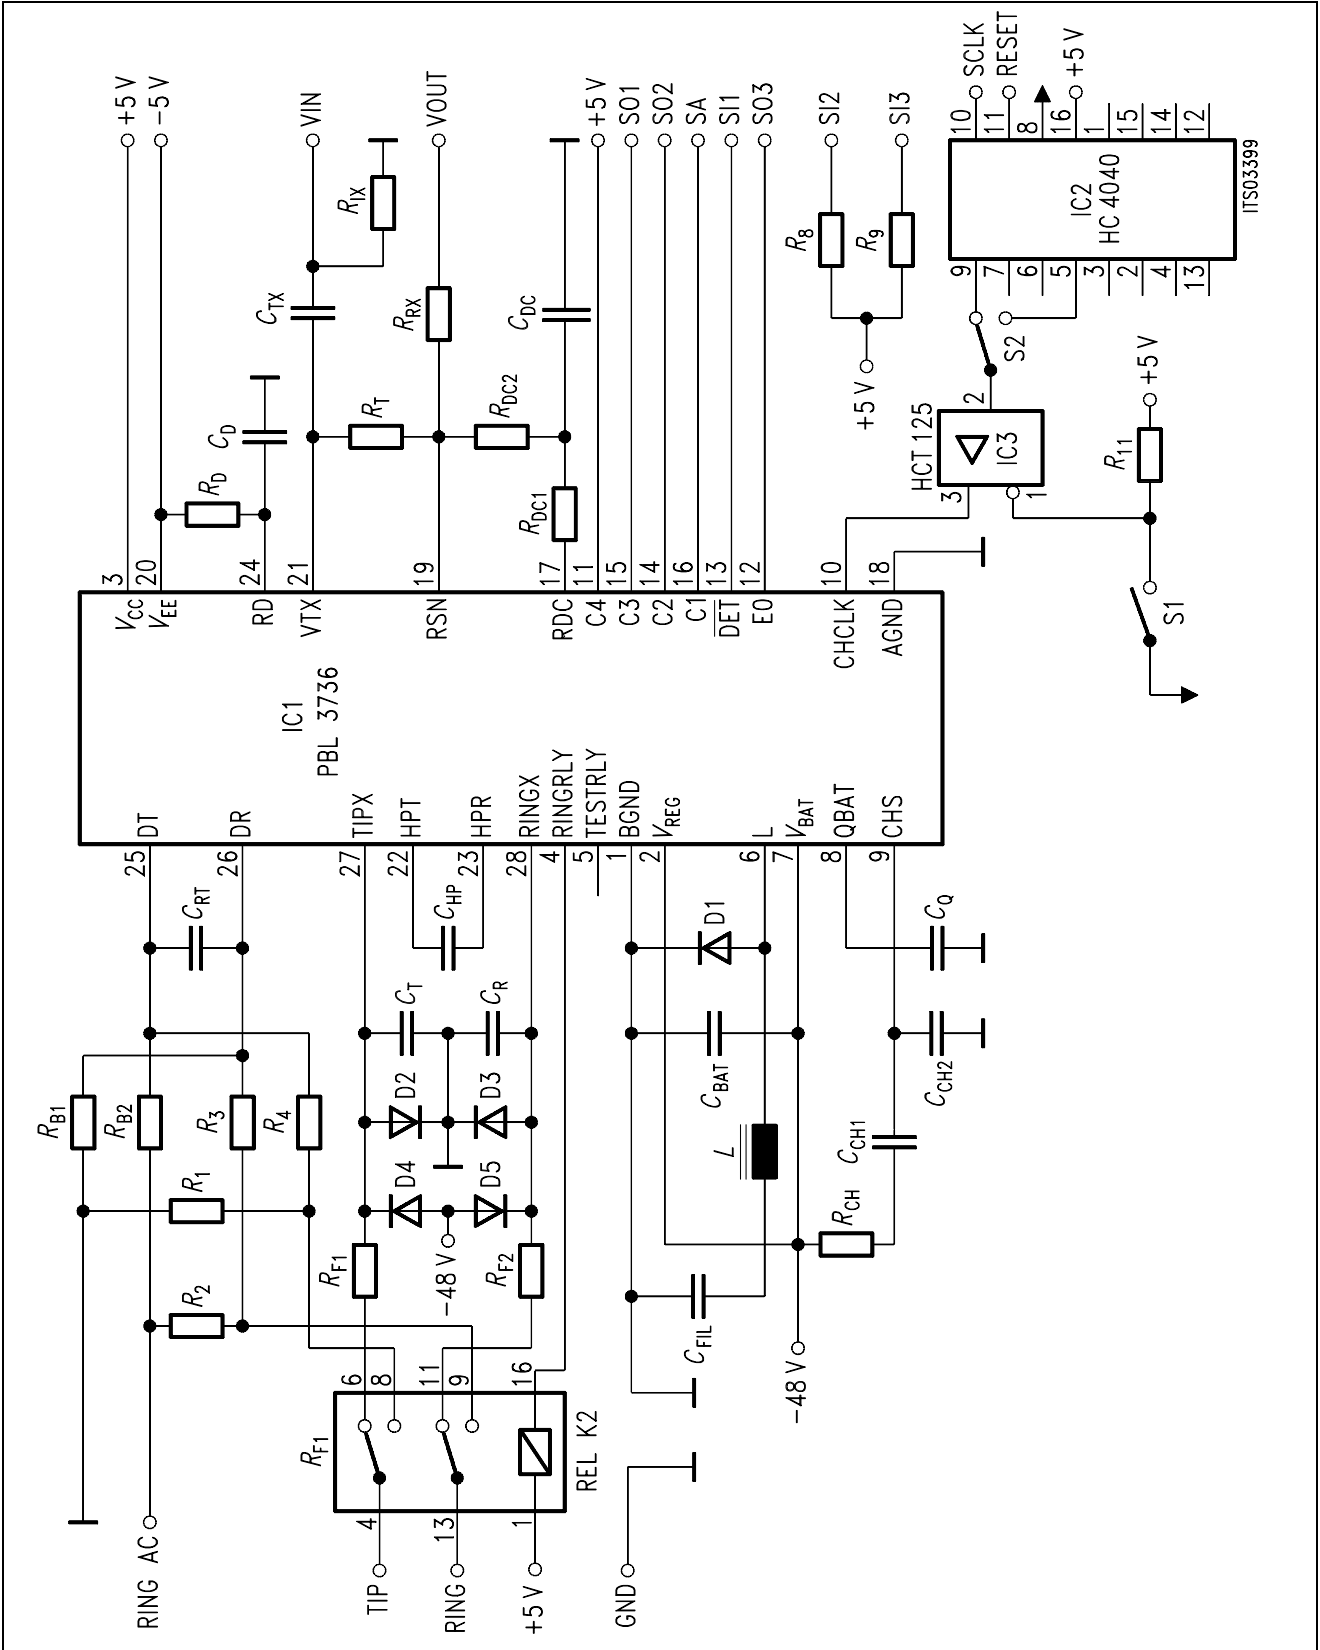 +5 V
-5 V
VIN
VOUT
+5 V
SO1
SO2
SA
SI1
SO3
SI2
SI3
SCLK
RESET
+5 V
10
11
8
16
1
15
14
12
IC2
HC 4040
ITS03399
9
7
6
5
3
2
4
13
RIX
CTX
RRX
CDC
R8
R9
+5 V
S2
CD
RD
RT
RDC2
RDC1
HCT 125
2
IC3
3
1
R11
+5 V
S1
3
20
24
21
19
17
11
15
14
16
13
12
10
18
VCC
VEE
RD
VTX
RSN
RDC
C4
C3
C2
C1
DET
E0
CHCLK
AGND
IC1
PBL 3736
DT
DR
TIPX
HPT
HPR
RINGX
RINGRLY
TESTRLY
BGND
VREG
L
VBAT
QBAT
CHS
25
26
27
22
23
28
4
5
1
2
6
7
8
9
CRT
CHP
D1
CQ
CT
CR
CBAT
CCH2
RB1
RB2
R3
R4
D2
D3
L
CCH1
R1
D4
D5
RCH
R2
RF1
-48 V
RF2
CFIL
-48 V
6
8
11
9
16
RF1
REL K2
4
13
1
RING AC
TIP
RING
+5 V
GND